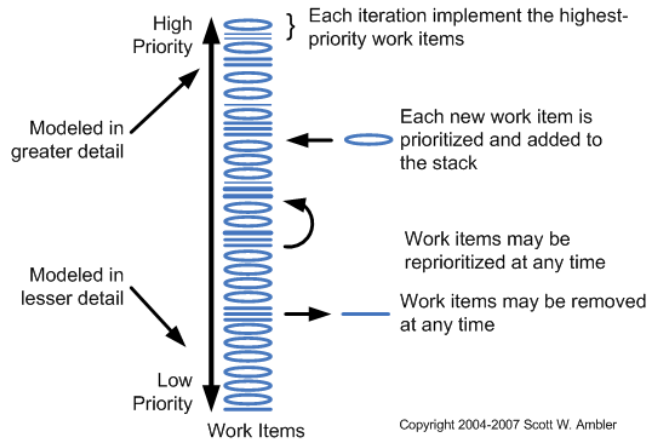 High
Priority
Each iteration implement the highest-
priority work items
Modeled in
greater detail
Each new work item is
prioritized and added to
the stack
Work items may be
reprioritized at any time
Modeled in
lesser detail
Work items may be removed
at any time
Low
Priority
Work Items
Copyright 2004-2007 Scott W. Ambler